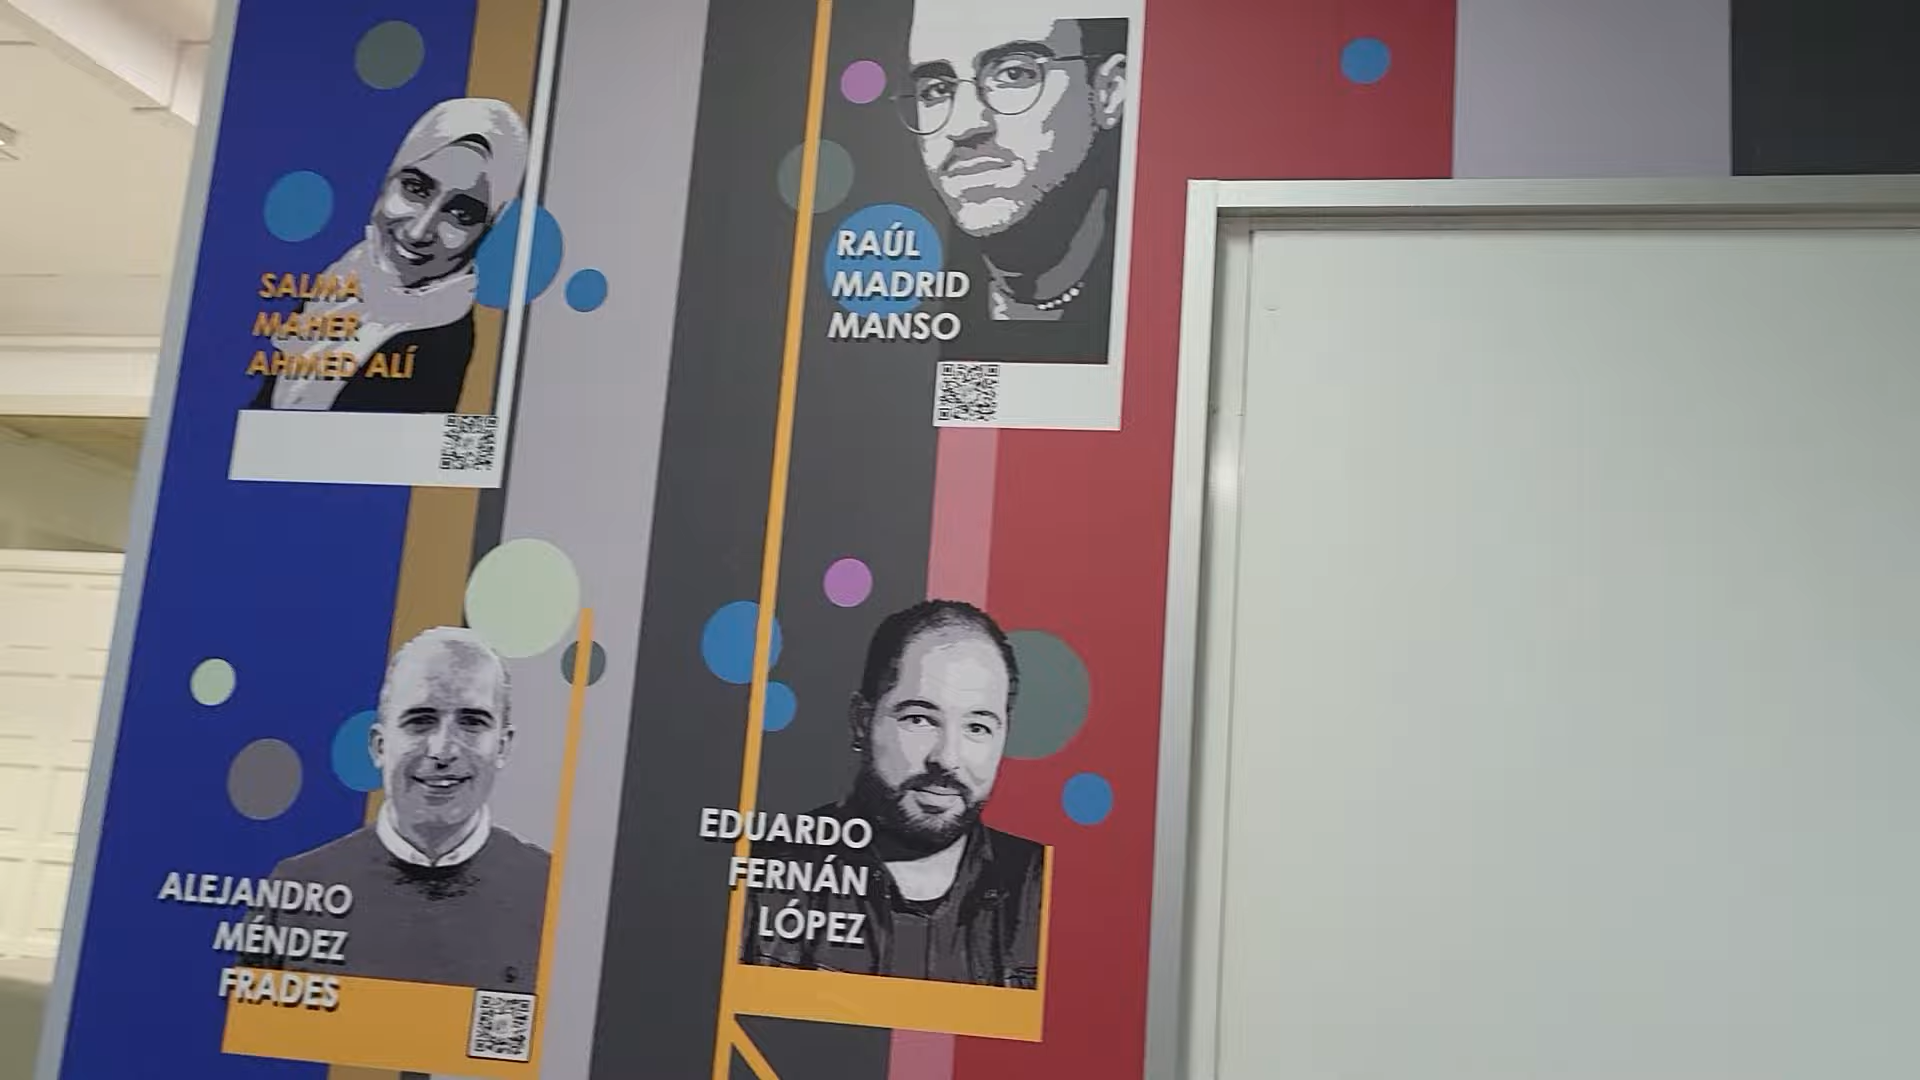 SALMA
MAHER
AHMED ALÍ
RAÚL
MADRID
MANSO
ALEJANDRO
MÉNDEZ
FRADES
EDUARDO
FERNÁN
LÓPEZ